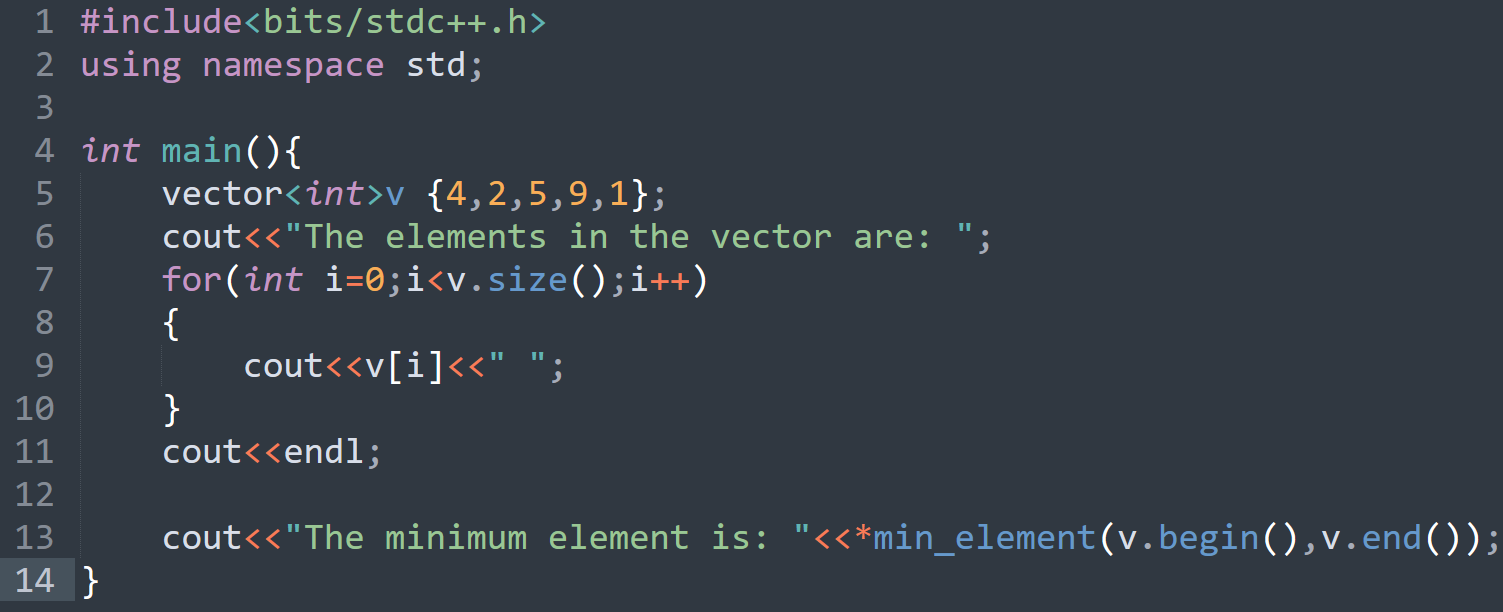 1 #include<bits/stdc++.h>
2 using namespace std;
3
4 int main(){
5     vector<int>v {4,2,5,9,1};
6     cout<<"The elements in the vector are: ";
7     for(int i=0;i<v.size();i++)
8     {
9         cout<<v[i]<<" ";
10     }
11     cout<<endl;
12
13     cout<<"The minimum element is: "<<*min_element(v.begin(),v.end());
14 }